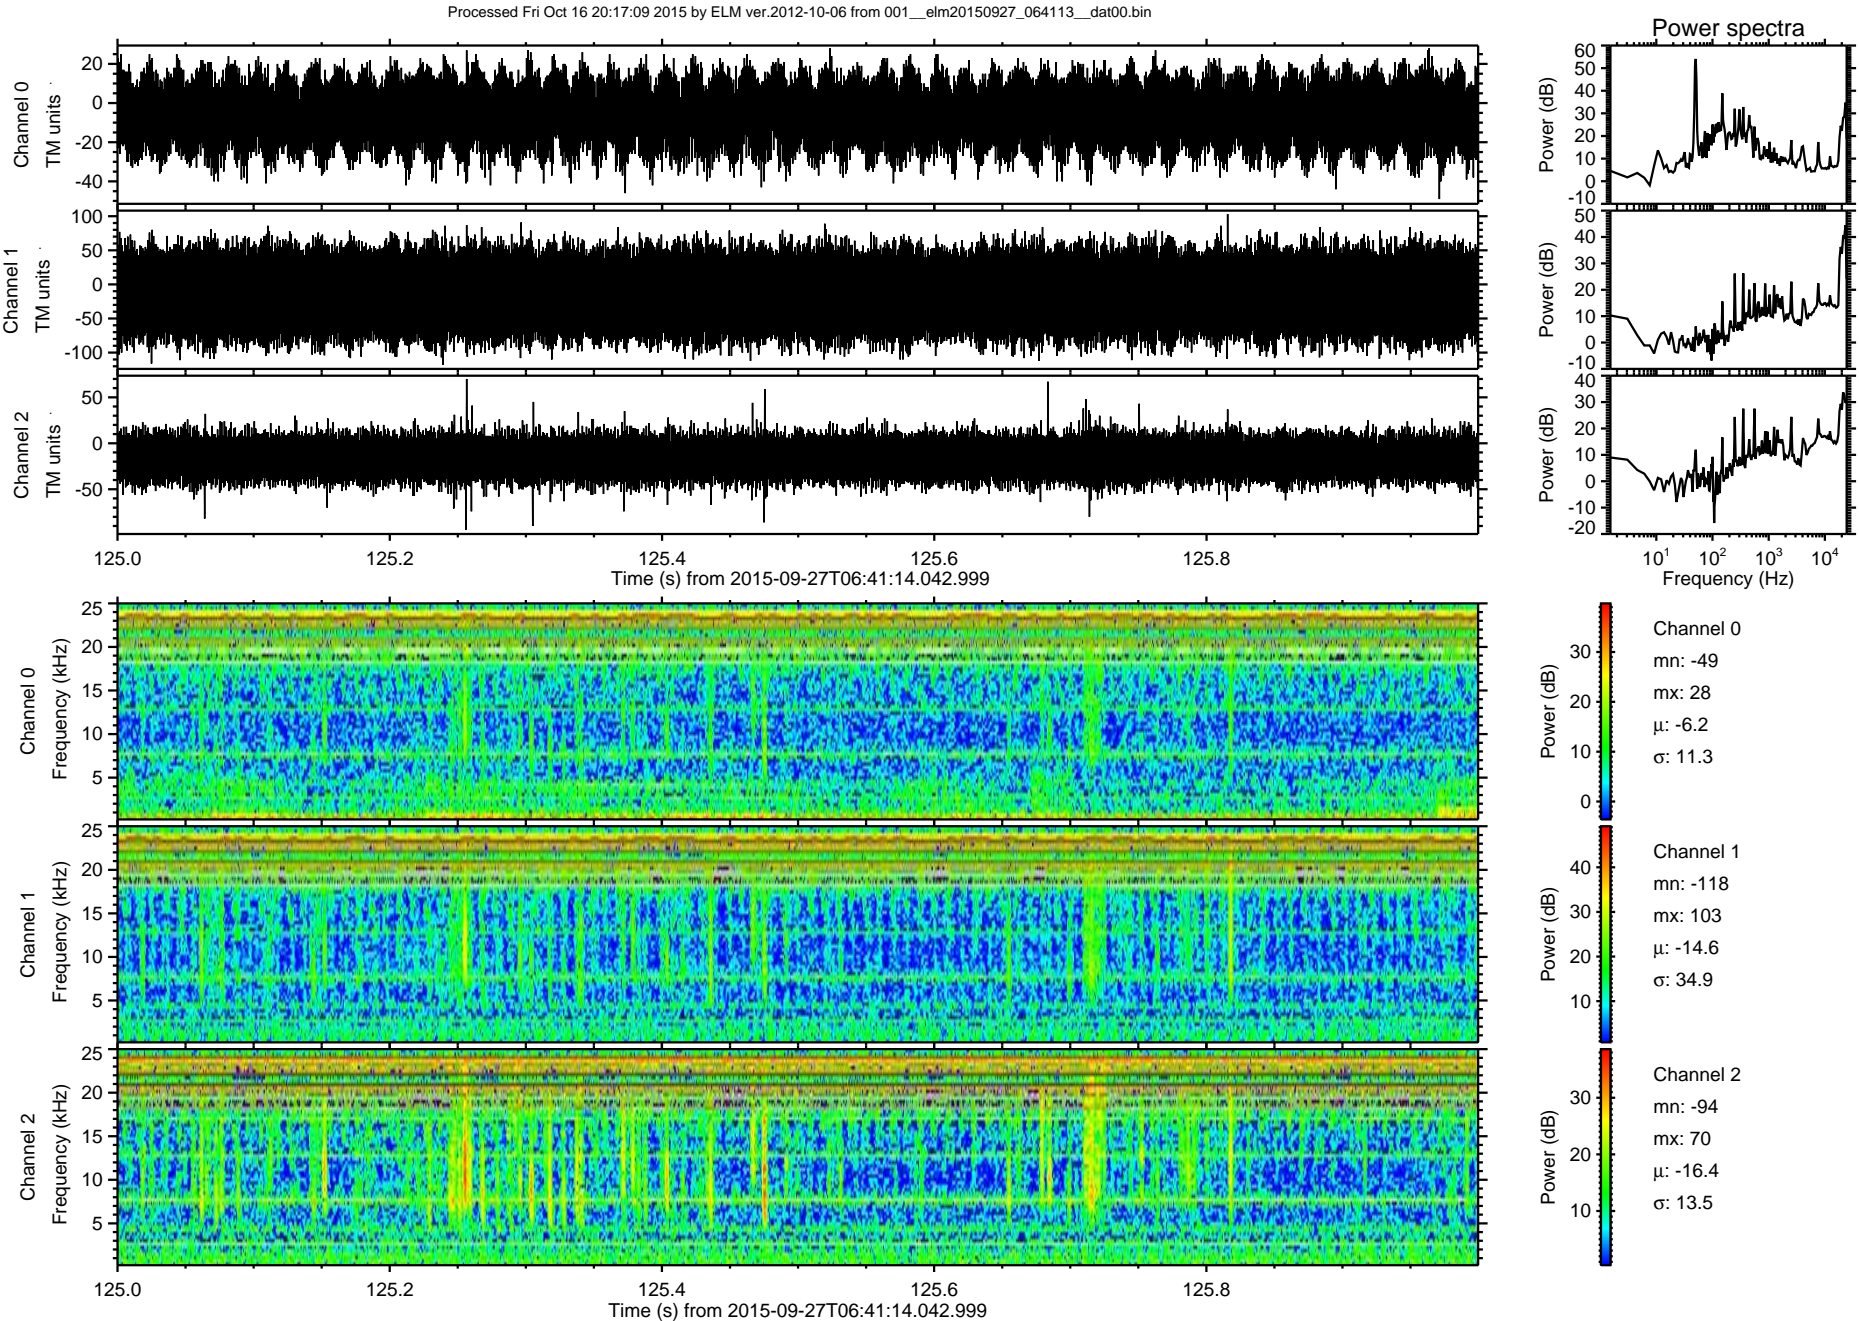 Processed Fri Oct 16 20:17:09 2015 by ELM ver.2012-10-06 from 001__elm20150927_064113__dat00.bin
Power spectra
Channel 0
TM units
20
0
-20
-40
Power (dB)
60
50
40
30
20
10
0
-10
Channel 1
TM units
100
50
0
-50
-100
Power (dB)
50
40
30
20
10
0
-10
Channel 2
TM units
50
0
-50
Power (dB)
40
30
20
10
0
-10
-20
125.0 125.2 125.4 125.6 125.8
Time (s) from 2015-09-27T06:41:14.042.999
10^1 10^2 10^3 10^4
Frequency (Hz)
Channel 0
Frequency (kHz)
25
20
15
10
5
Power (dB)
30
20
10
0
Channel 0
mn: -49
mx: 28
μ: -6.2
σ: 11.3
Channel 1
Frequency (kHz)
25
20
15
10
5
Power (dB)
40
30
20
10
Channel 1
mn: -118
mx: 103
μ: -14.6
σ: 34.9
Channel 2
Frequency (kHz)
25
20
15
10
5
Power (dB)
30
20
10
Channel 2
mn: -94
mx: 70
μ: -16.4
σ: 13.5
125.0 125.2 125.4 125.6 125.8
Time (s) from 2015-09-27T06:41:14.042.999